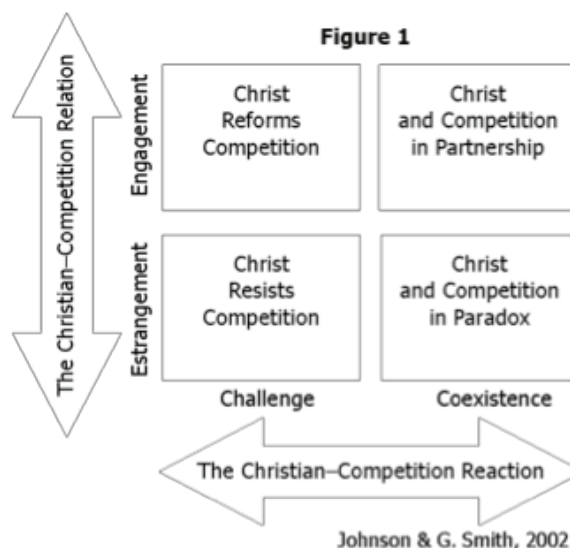 Figure 1
The Christian–Competition Relation
Engagement
Christ
Reforms
Competition
Christ
and Competition
in Partnership
Estrangement
Christ
Resists
Competition
Christ
and Competition
in Paradox
Challenge
Coexistence
The Christian–Competition Reaction
Johnson & G. Smith, 2002